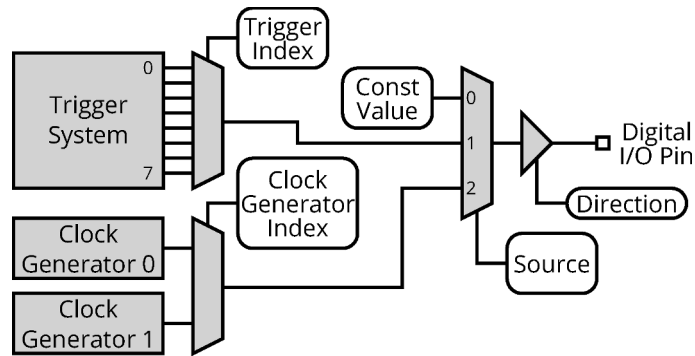 Trigger
Index
0
Trigger
System
7
Const
Value
0
1
2
Digital
I/O Pin
Clock
Generator
Index
Direction
Clock
Generator 0
Source
Clock
Generator 1